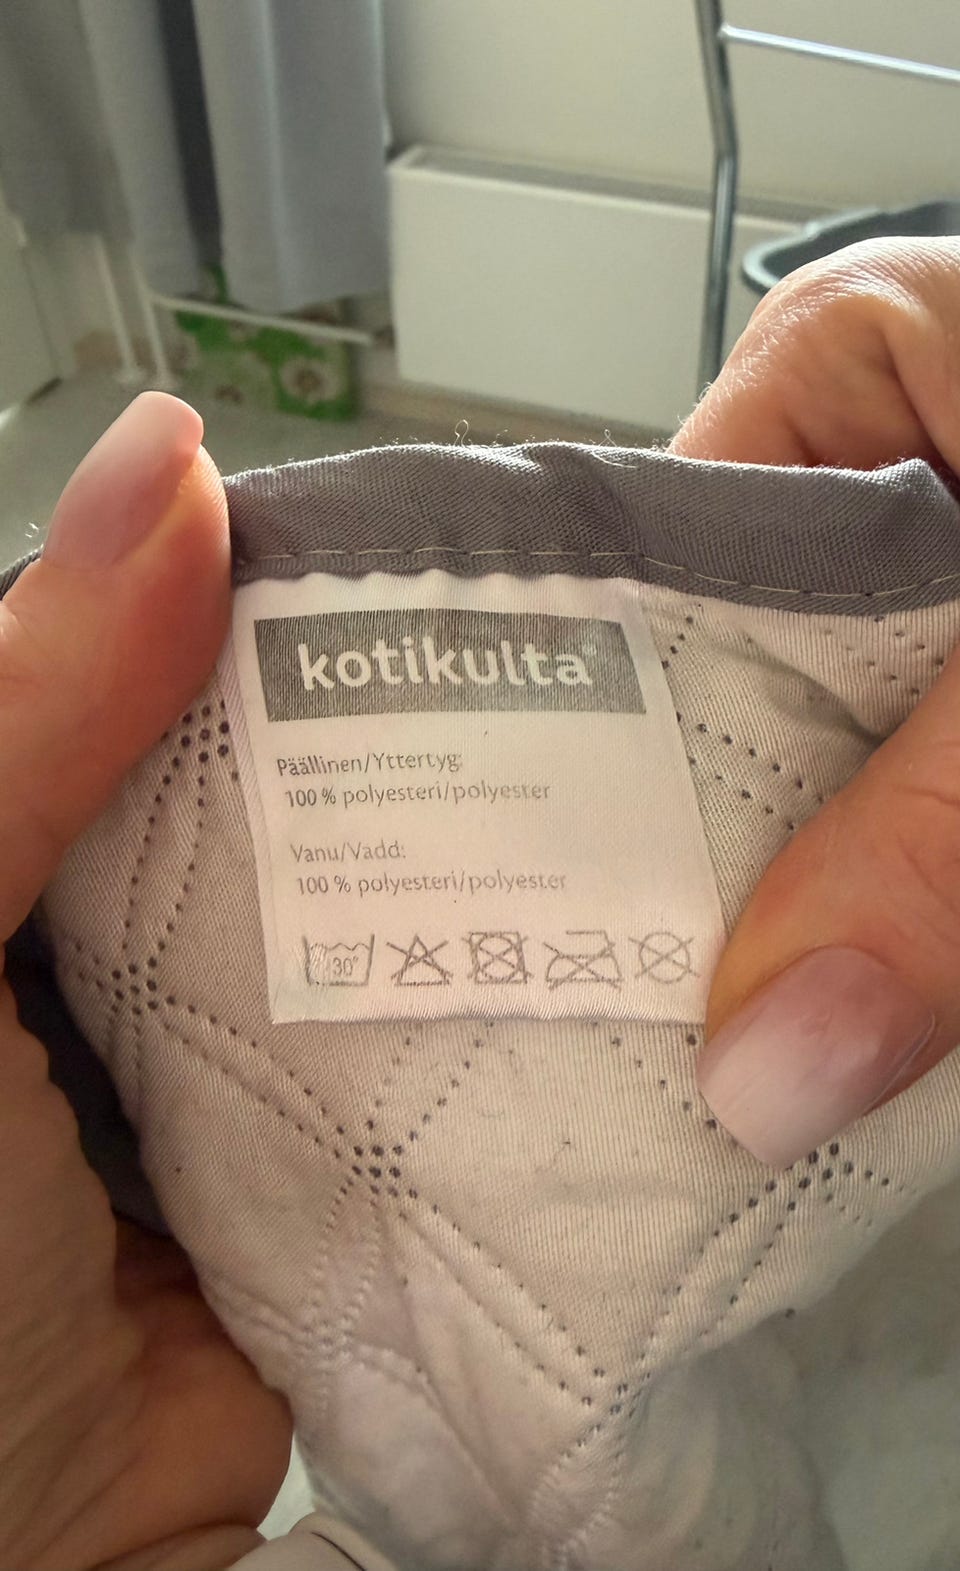 kotikulta®
Päällinen/Yttertyg:
100 % polyesteri/polyester
Vanu/Vadd:
100 % polyesteri/polyester
30°